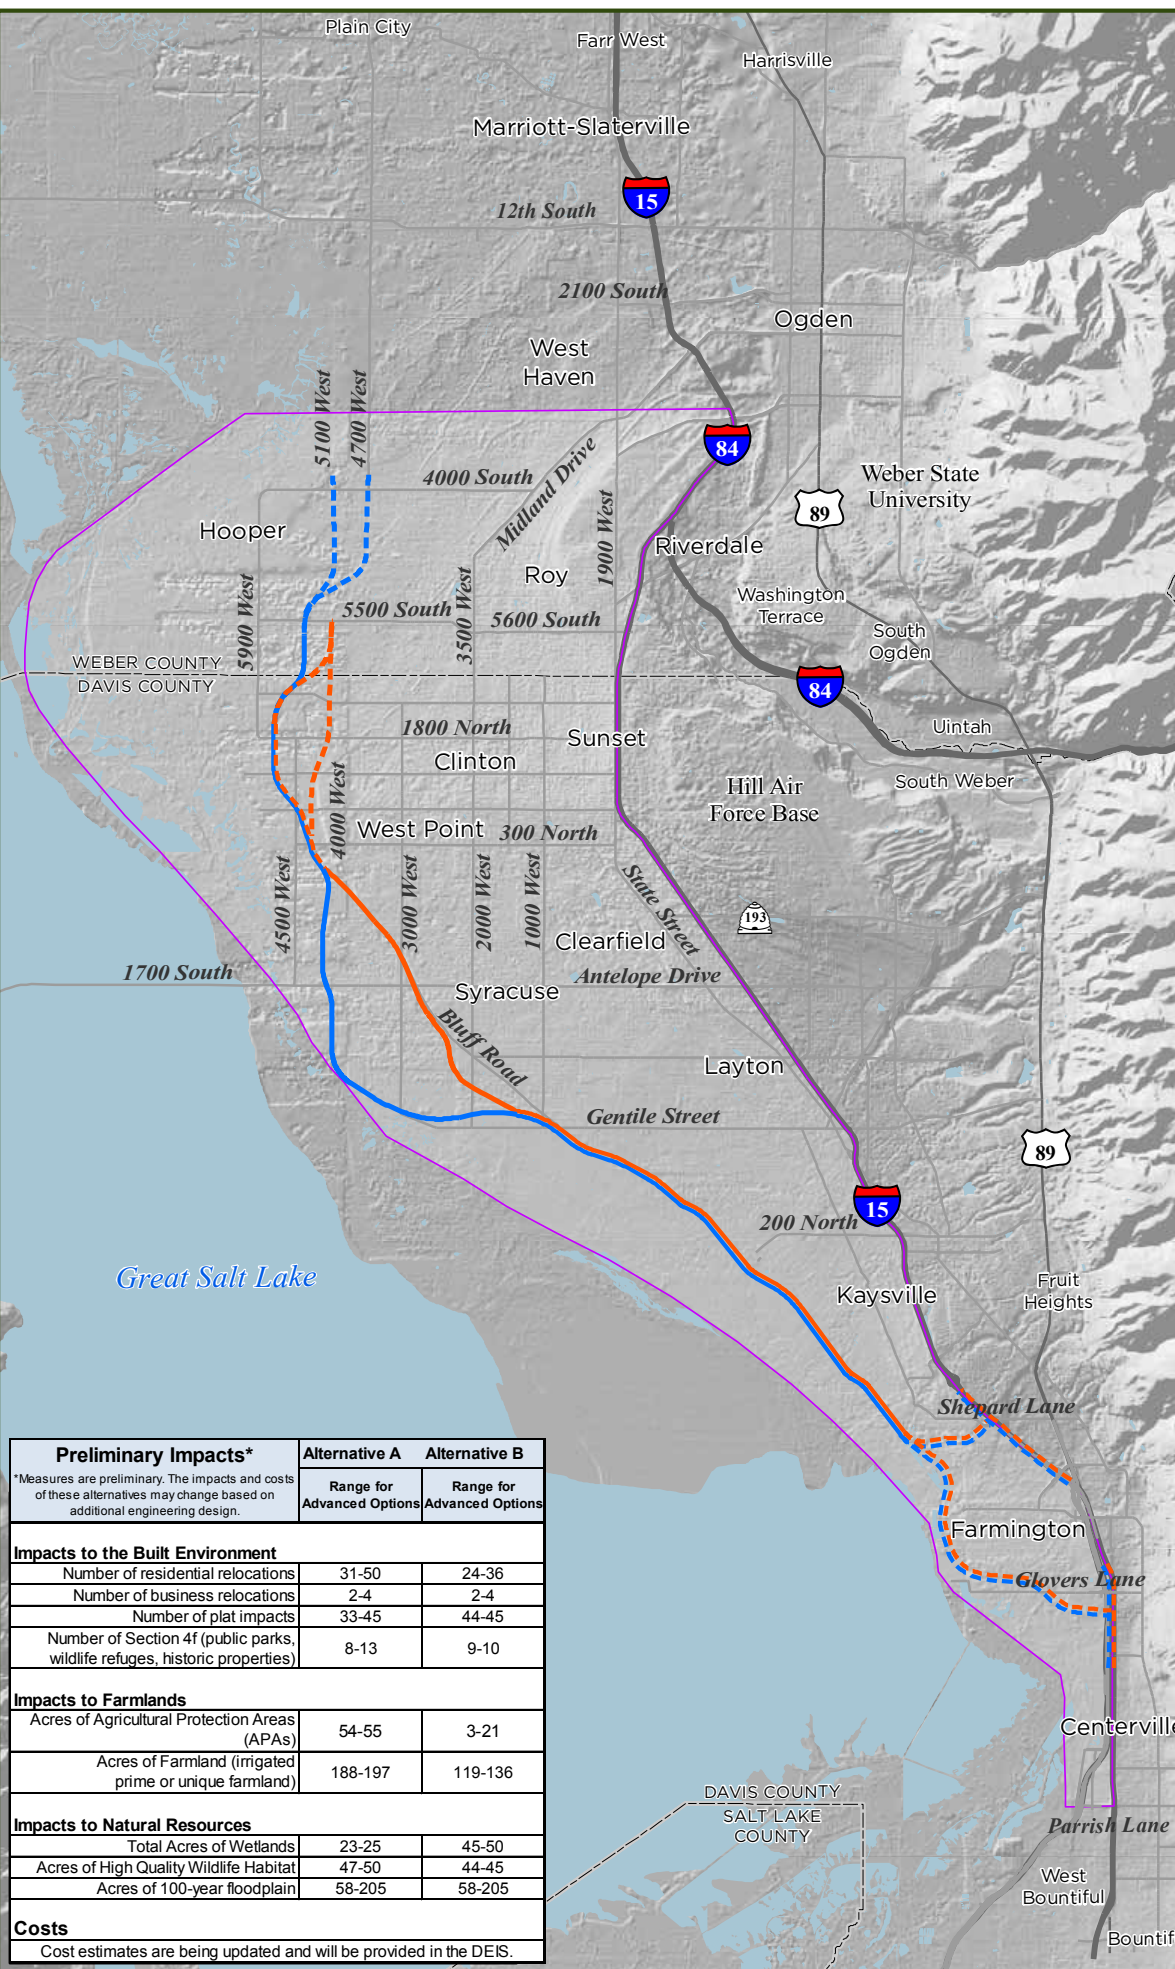 Plain City
Farr West
Harrisville
Marriott-Slaterville
15
12th South
2100 South
Ogden
West
Haven
5100 West
4700 West
84
4000 South
Midland Drive
Weber State
University
Hooper
1900 West
89
Riverdale
Roy
5900 West
3500 West
5500 South
5600 South
Washington
Terrace
South
Ogden
WEBER COUNTY
DAVIS COUNTY
84
1800 North
Sunset
Uintah
Clinton
South Weber
Hill Air
Force Base
4000 West
West Point
300 North
4500 West
3000 West
2000 West
1000 West
State Street
193
Clearfield
1700 South
Antelope Drive
Syracuse
Bluff Road
Layton
Gentile Street
89
15
200 North
Great Salt Lake
Kaysville
Fruit
Heights
Shepard Lane
Farmington
Glovers Lane
Centerville
DAVIS COUNTY
SALT LAKE
COUNTY
Parrish Lane
West
Bountiful
Bountif
Preliminary Impacts*
*Measures are preliminary. The impacts and costs
of these alternatives may change based on
additional engineering design.
Alternative A Alternative B
Range for
Advanced Options
Range for
Advanced Options
Impacts to the Built Environment
Number of residential relocations 31-50 24-36
Number of business relocations 2-4 2-4
Number of plat impacts 33-45 44-45
Number of Section 4f (public parks,
wildlife refuges, historic properties) 8-13 9-10
Impacts to Farmlands
Acres of Agricultural Protection Areas
(APAs) 54-55 3-21
Acres of Farmland (irrigated
prime or unique farmland) 188-197 119-136
Impacts to Natural Resources
Total Acres of Wetlands 23-25 45-50
Acres of High Quality Wildlife Habitat 47-50 44-45
Acres of 100-year floodplain 58-205 58-205
Costs
Cost estimates are being updated and will be provided in the DEIS.